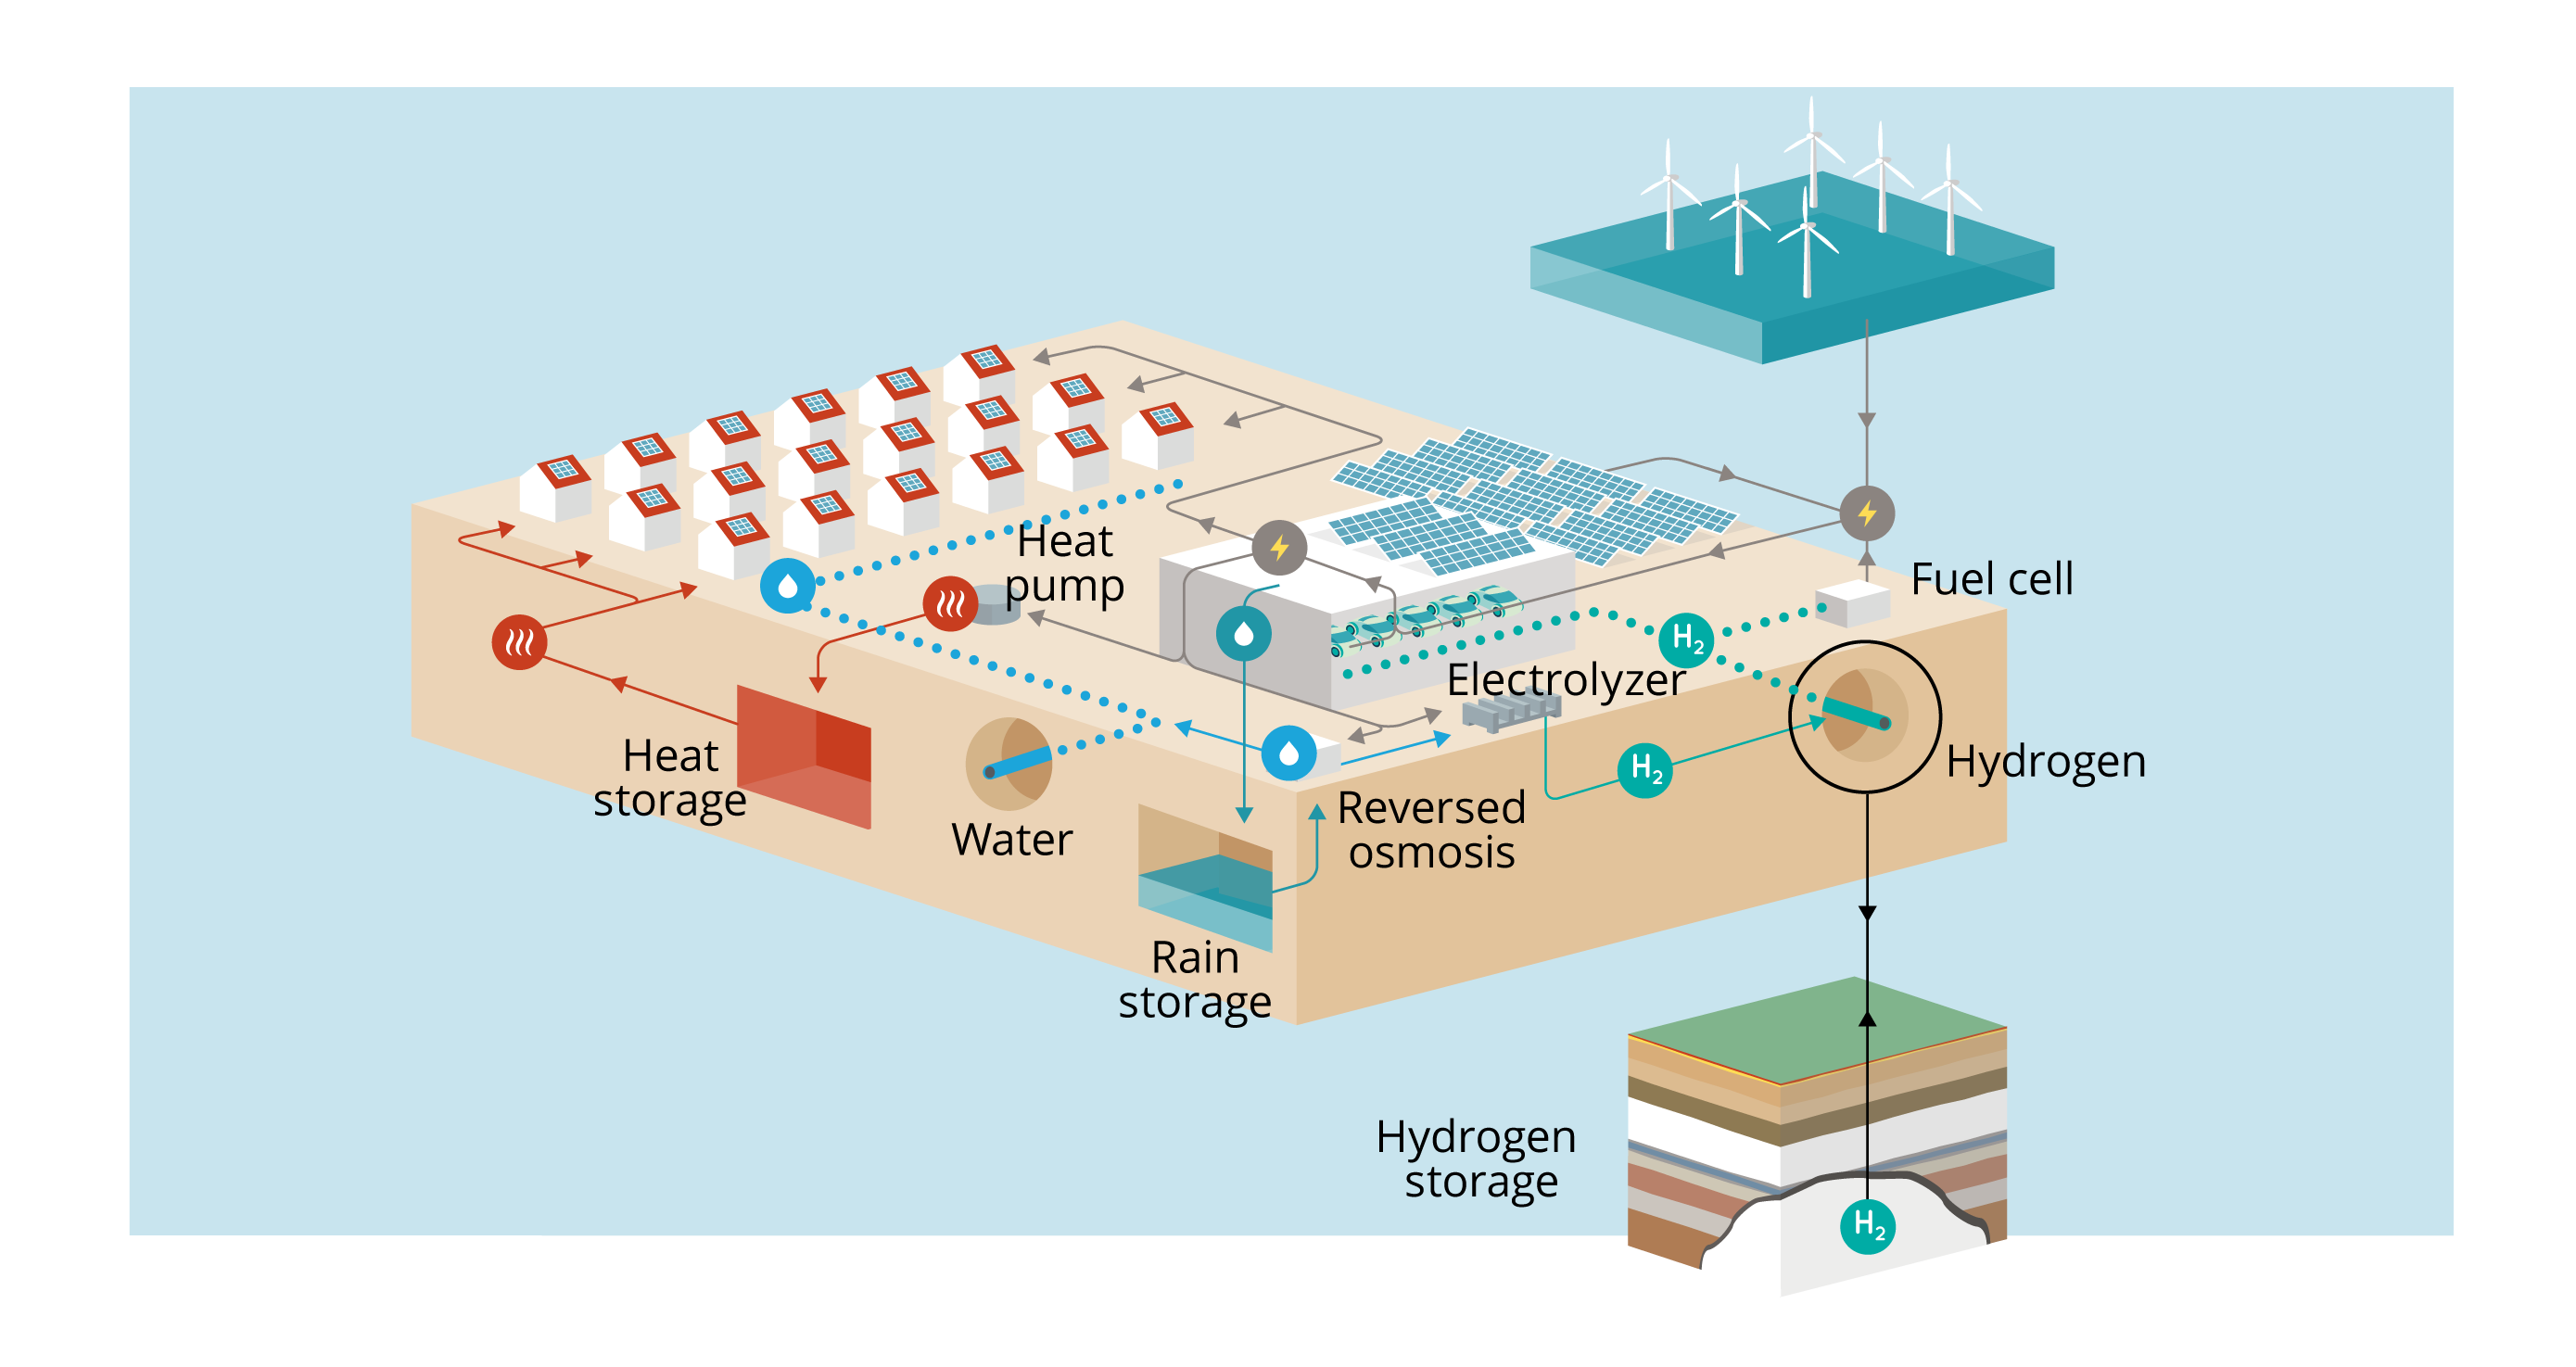 Heat
pump
Fuel cell
H2
Electrolyzer
Heat
storage
Water
H2
Hydrogen
Reversed
osmosis
Rain
storage
Hydrogen
storage
H2